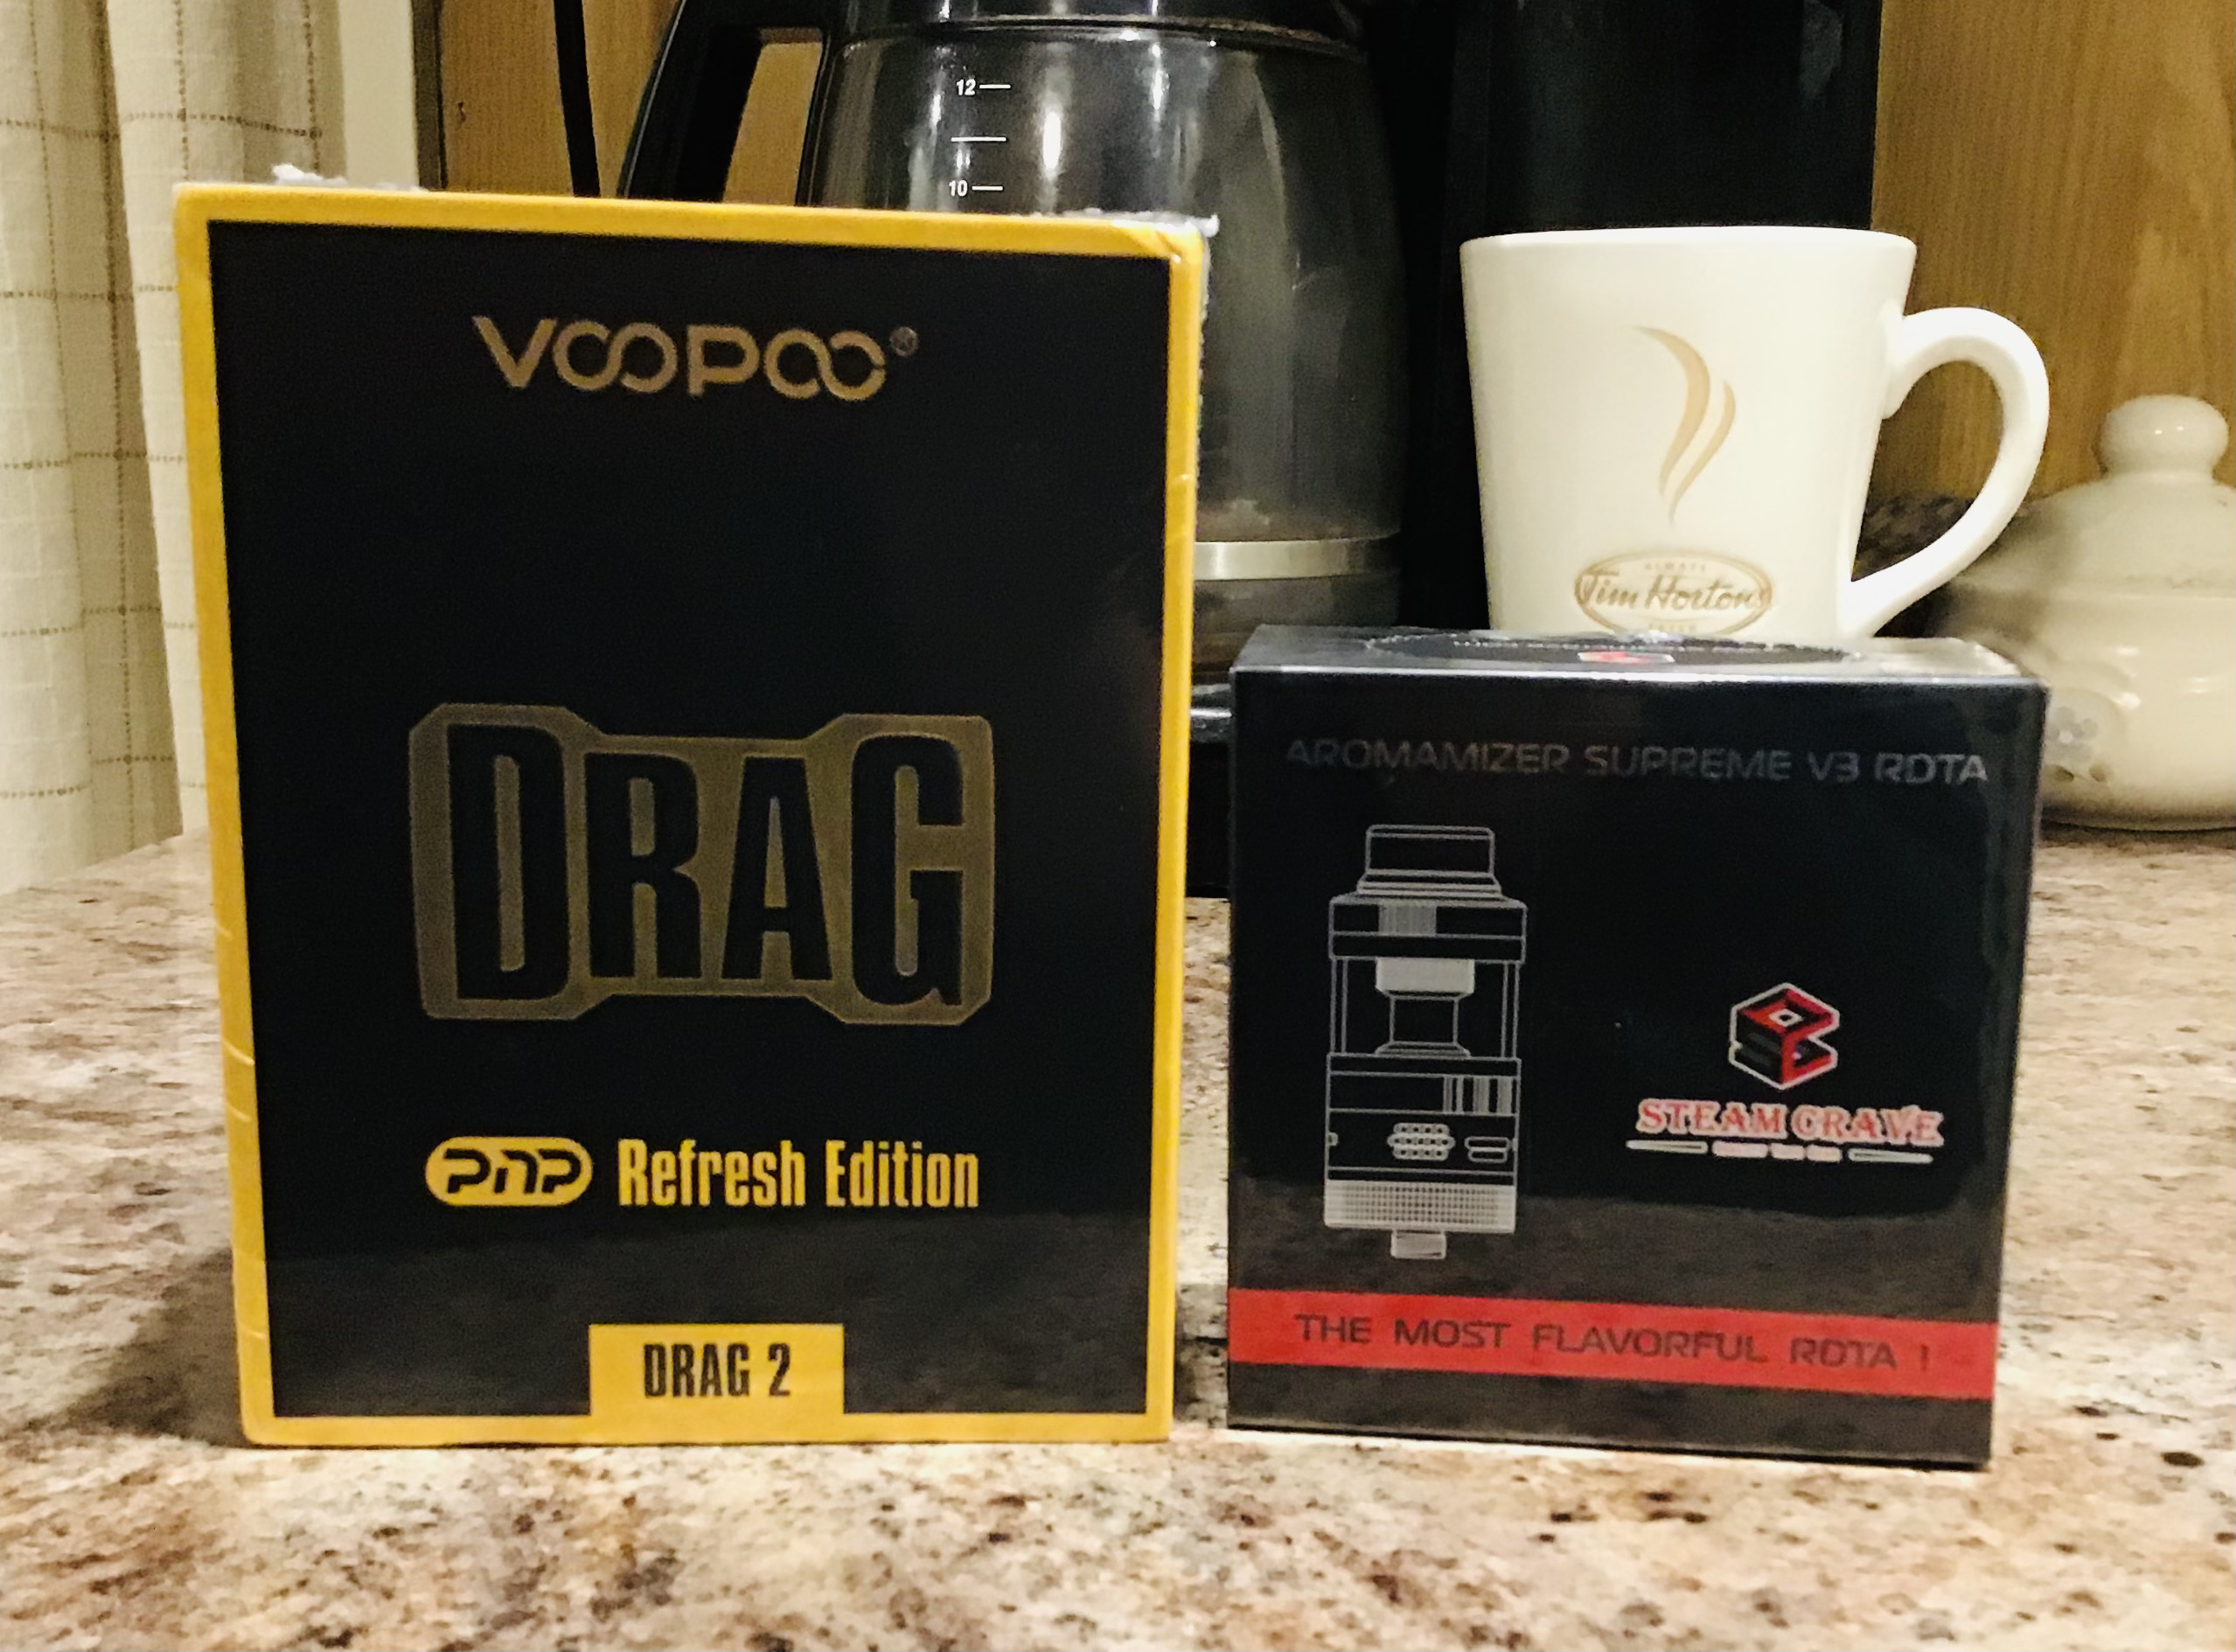 12
10
VOOPOO®
DRAG
PnP Refresh Edition
DRAG 2
ALWAYS
Tim Hortons
AROMAMIZER SUPREME V3 RDTA
STEAM CRAVE
THE MOST FLAVORFUL RDTA !